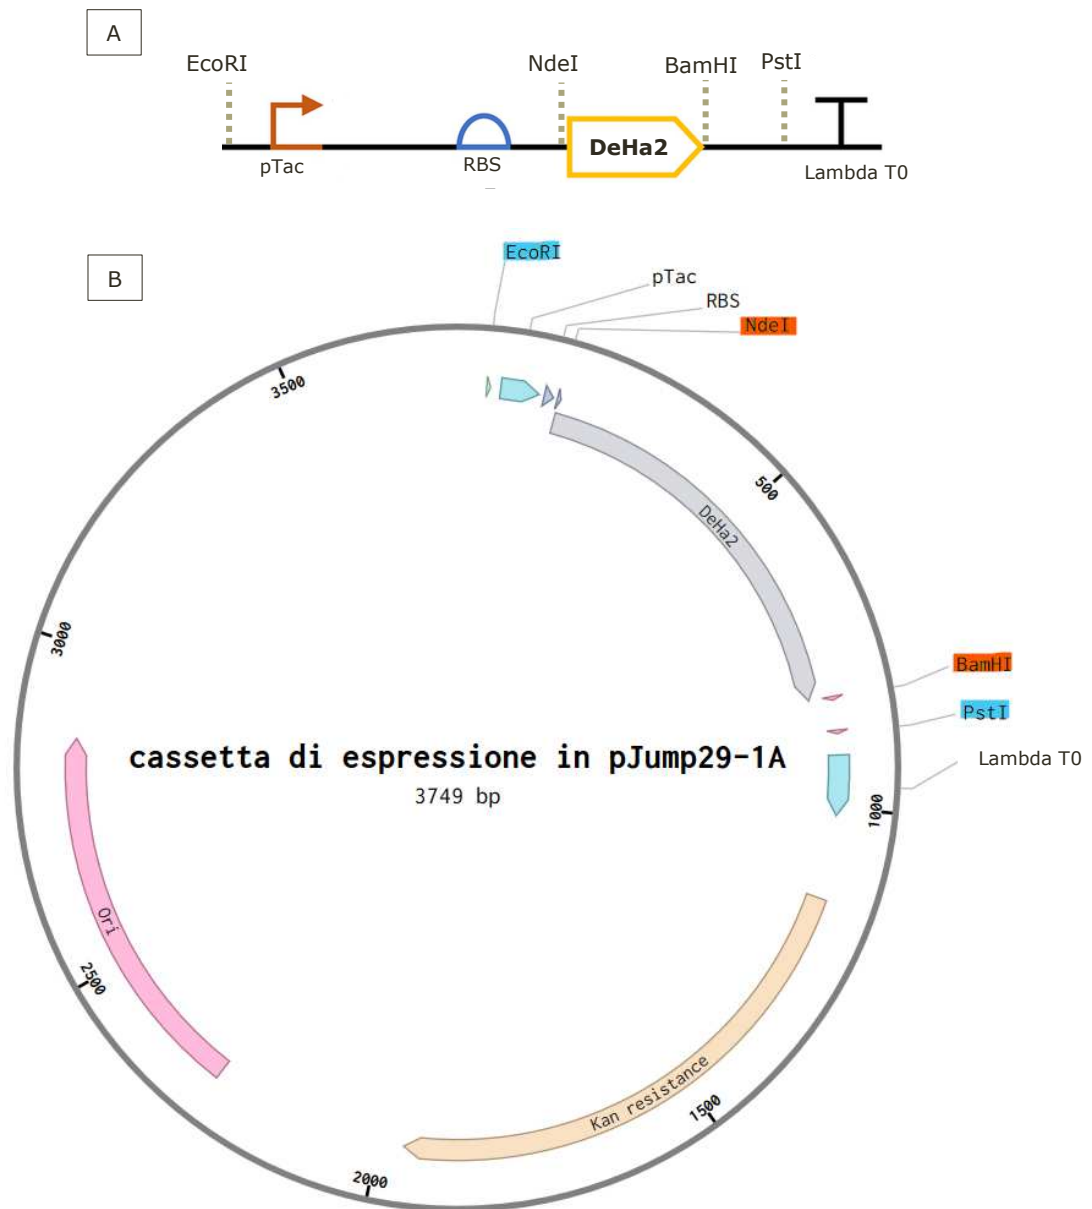 A
EcoRI
NdeI
BamHI
PstI
pTac
RBS
DeHa2
Lambda T0
B
EcoRI
pTac
RBS
NdeI
3500
500
DeHa2
3000
BamHI
PstI
cassetta di espressione in pJump29-1A
Lambda T0
3749 bp
1000
Ori
2500
Kan resistance
1500
2000